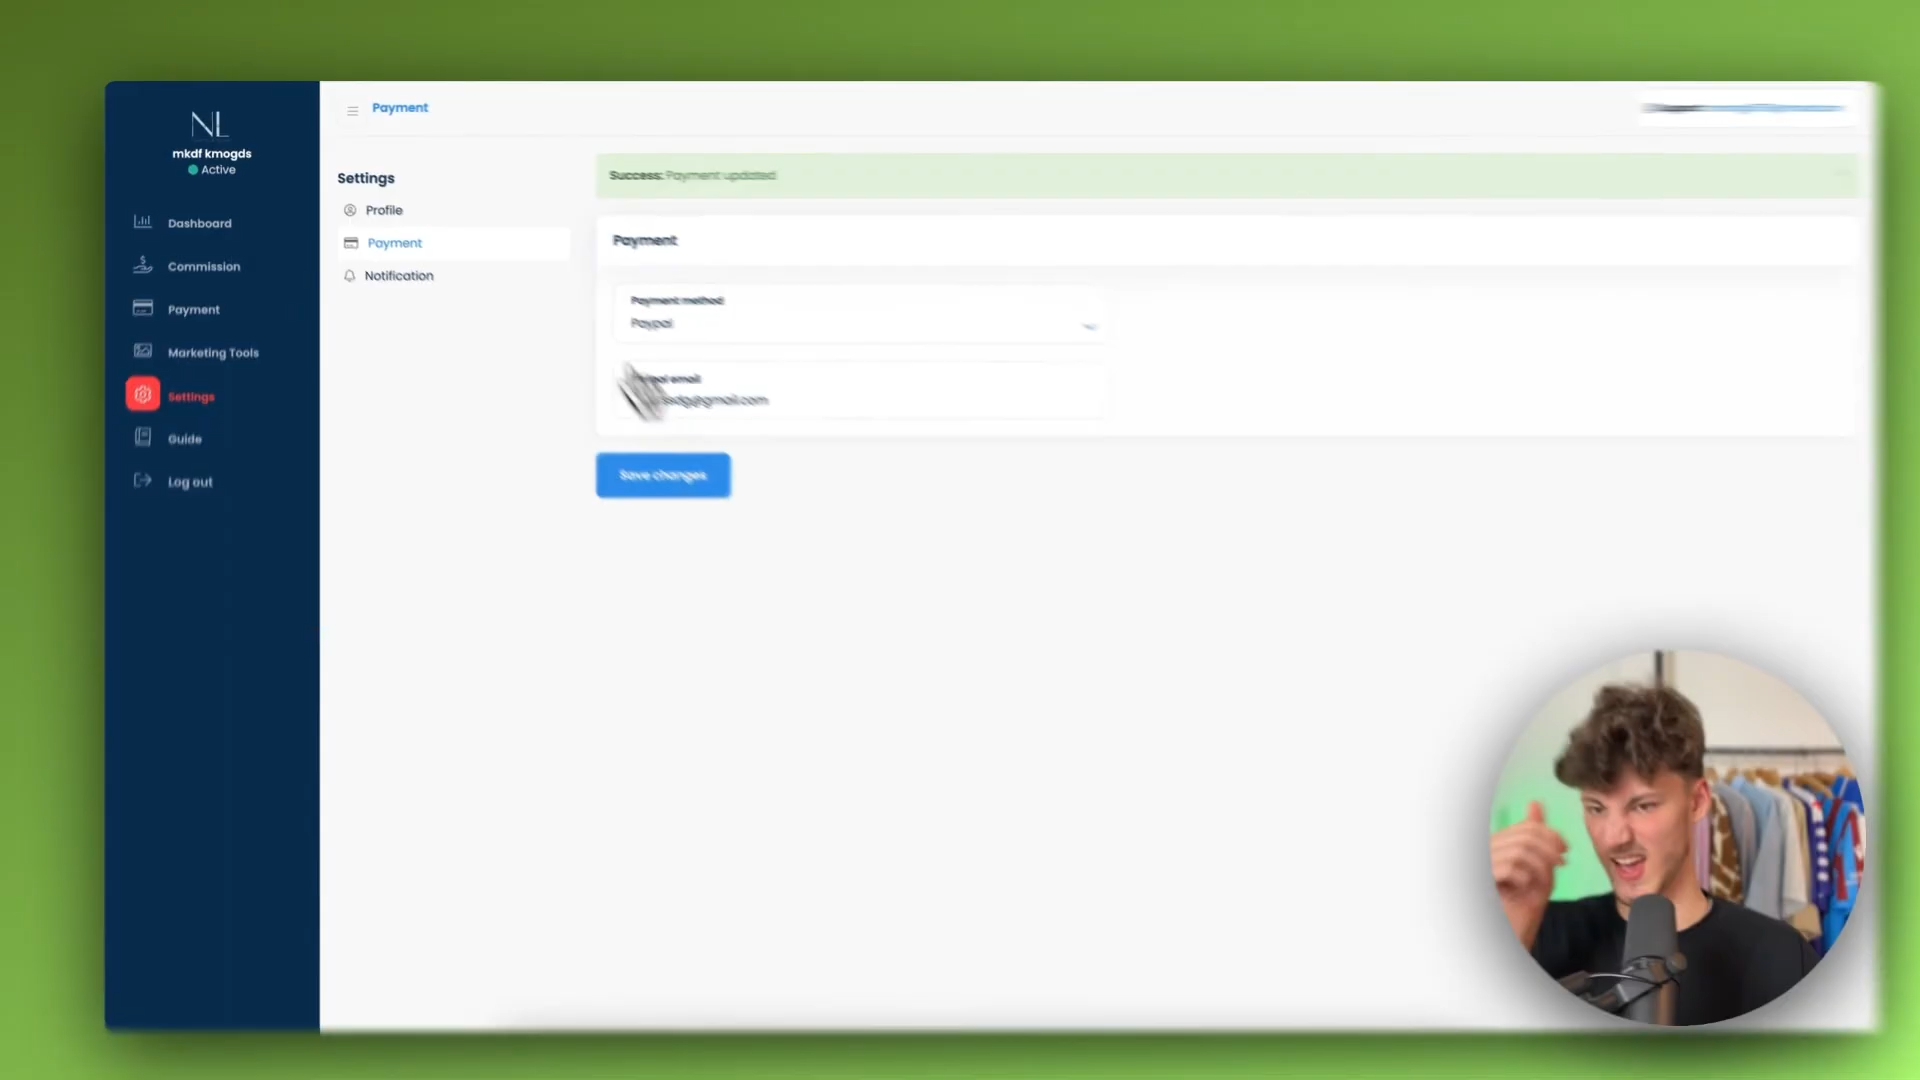 NL
mkdf kmogds
Active
Dashboard
Commission
Payment
Marketing Tools
Settings
Guide
Log out
Payment
Settings
Profile
Payment
Notification
Success: Payment updated
Payment
Payment method
Paypal
email
@gmail.com
Save changes